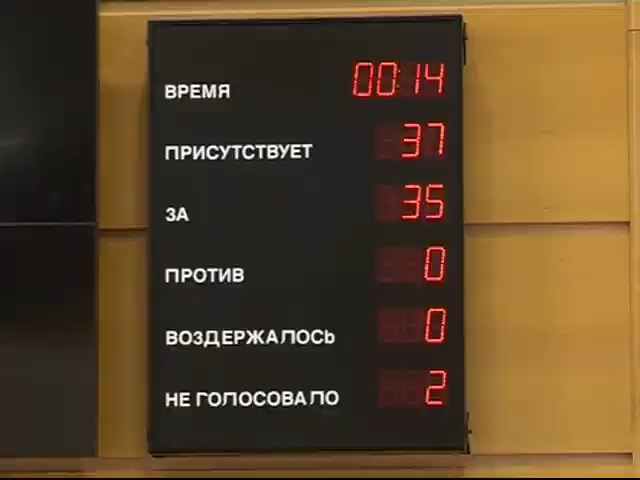 ВРЕМЯ 00:14
ПРИСУТСТВУЕТ 37
ЗА 35
ПРОТИВ 0
ВОЗДЕРЖАЛОСЬ 0
НЕ ГОЛОСОВАЛО 2